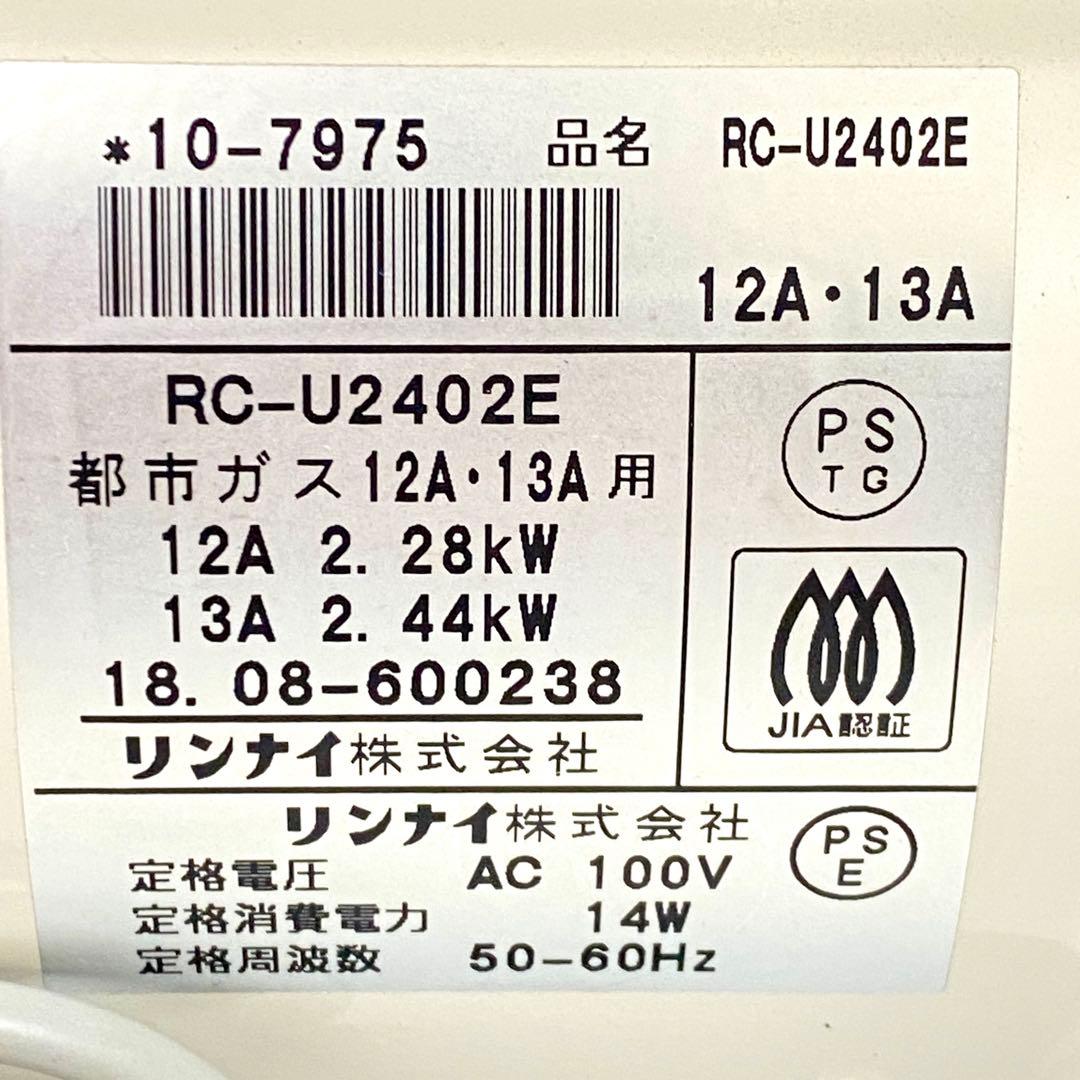 *10-7975 品名 RC-U2402E
12A・13A
RC-U2402E
都市ガス12A・13A用
12A 2.28kW
13A 2.44kW
18.08-600238
リンナイ株式会社
PS
TG
JIA認証
リンナイ株式会社
定格電圧 AC 100V
定格消費電力 14W
定格周波数 50-60Hz
PS
E